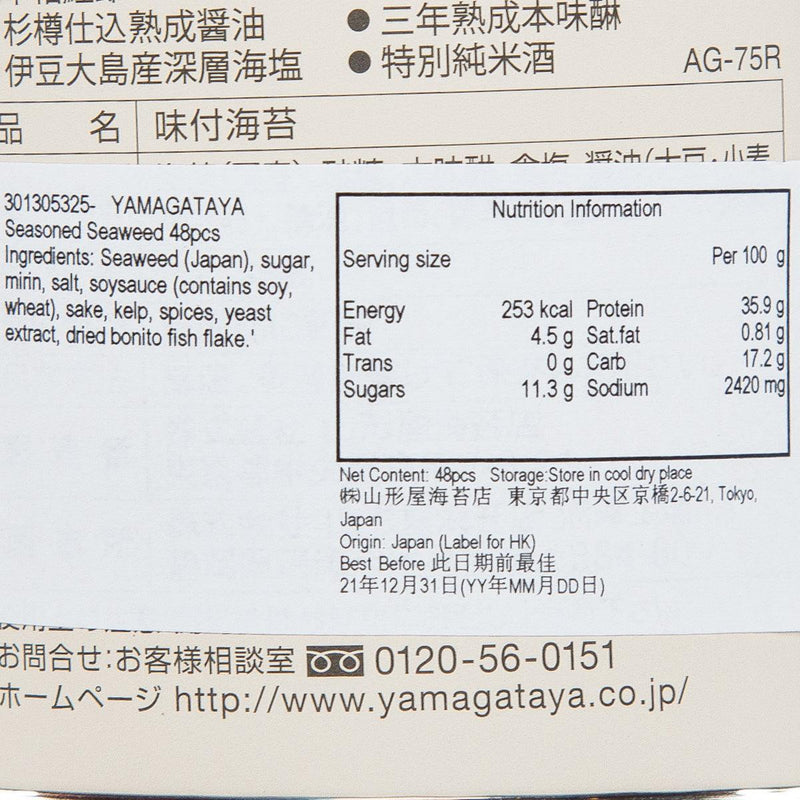 杉樽仕込熟成醤油
● 三年熟成本味醂
伊豆大島産深層海塩
● 特別純米酒
AG-75R
品 名 味付海苔
301305325- YAMAGATAYA
Seasoned Seaweed 48pcs
Ingredients: Seaweed (Japan), sugar,
mirin, salt, soysauce (contains soy,
wheat), sake, kelp, spices, yeast
extract, dried bonito fish flake.'
Nutrition Information
Serving size Per 100 g
Energy 253 kcal Protein 35.9 g
Fat 4.5 g Sat.fat 0.81 g
Trans 0 g Carb 17.2 g
Sugars 11.3 g Sodium 2420 mg
Net Content: 48pcs Storage:Store in cool dry place
㈱山形屋海苔店 東京都中央区京橋2-6-21, Tokyo,
Japan
Origin: Japan (Label for HK)
Best Before 此日期前最佳
21年12月31日(YY年MM月DD日)
お問合せ:お客様相談室 0120-56-0151
ホームページ http://www.yamagataya.co.jp/